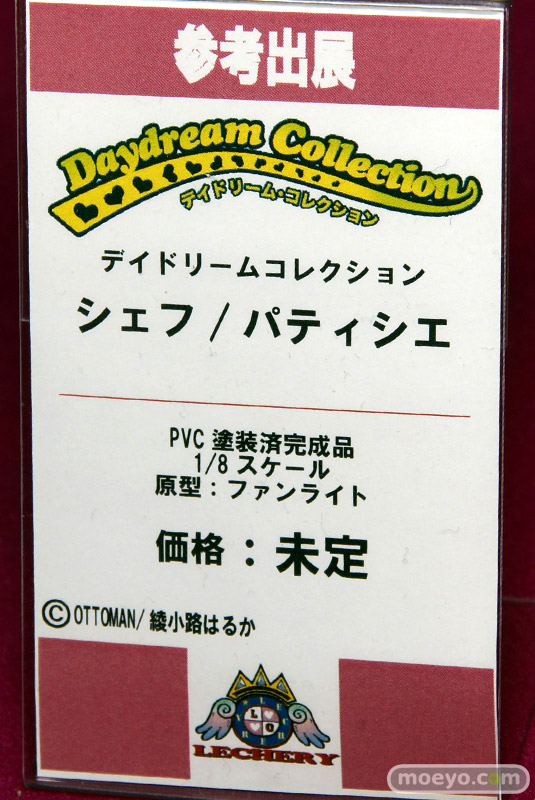 参考出展
Daydream Collection
デイドリーム・コレクション
デイドリームコレクション
シェフ / パティシエ
PVC 塗装済完成品
1/8 スケール
原型：ファンライト
価格：未定
©OTTOMAN/ 綾小路はるか
LECHERY
moeyo.com